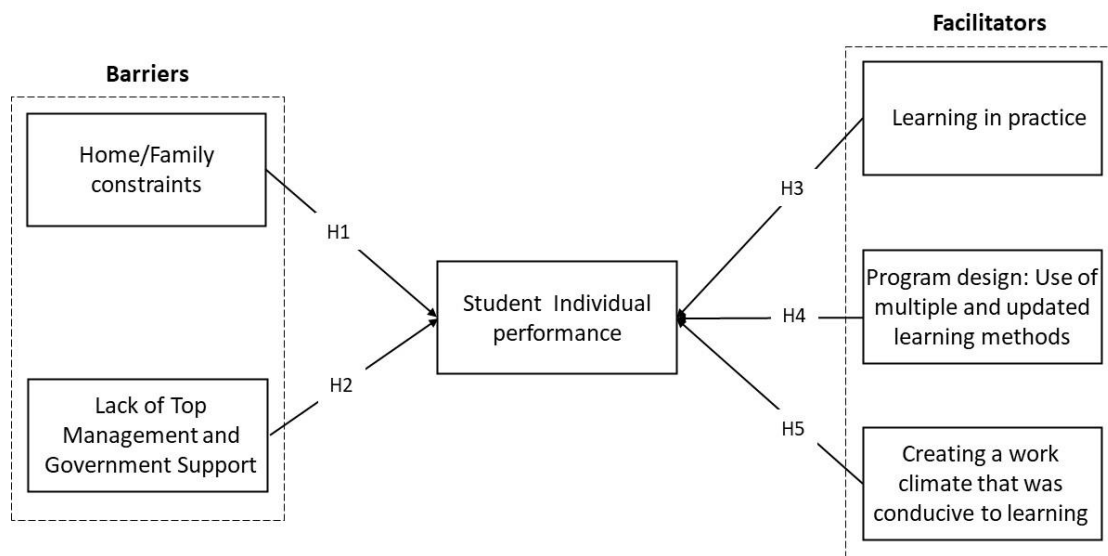 Barriers
Home/Family
constraints
Lack of Top
Management and
Government Support
H1
H2
Student Individual
performance
Facilitators
H3
H4
H5
Learning in practice
Program design: Use of
multiple and updated
learning methods
Creating a work
climate that was
conducive to learning